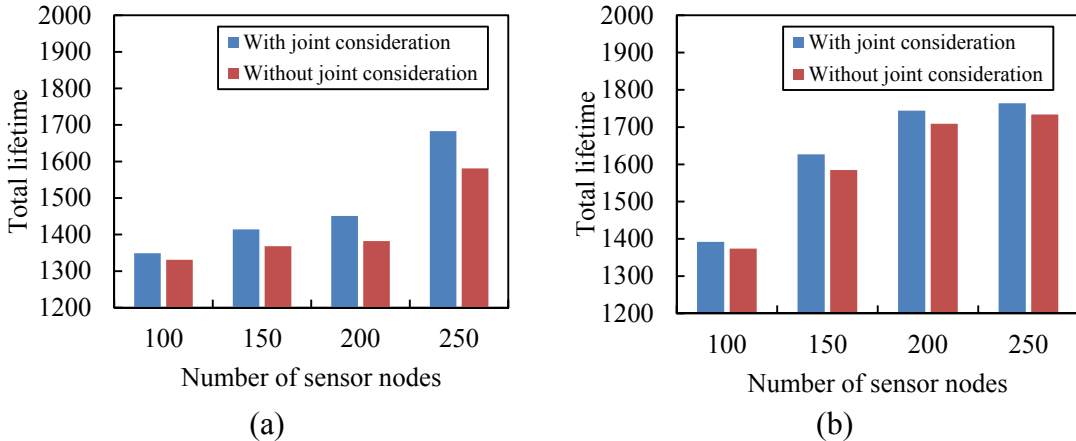 2000
1900
1800
1700
1600
1500
1400
1300
1200
Total lifetime
With joint consideration
Without joint consideration
100 150 200 250
Number of sensor nodes
(a)
2000
1900
1800
1700
1600
1500
1400
1300
1200
Total lifetime
With joint consideration
Without joint consideration
100 150 200 250
Number of sensor nodes
(b)